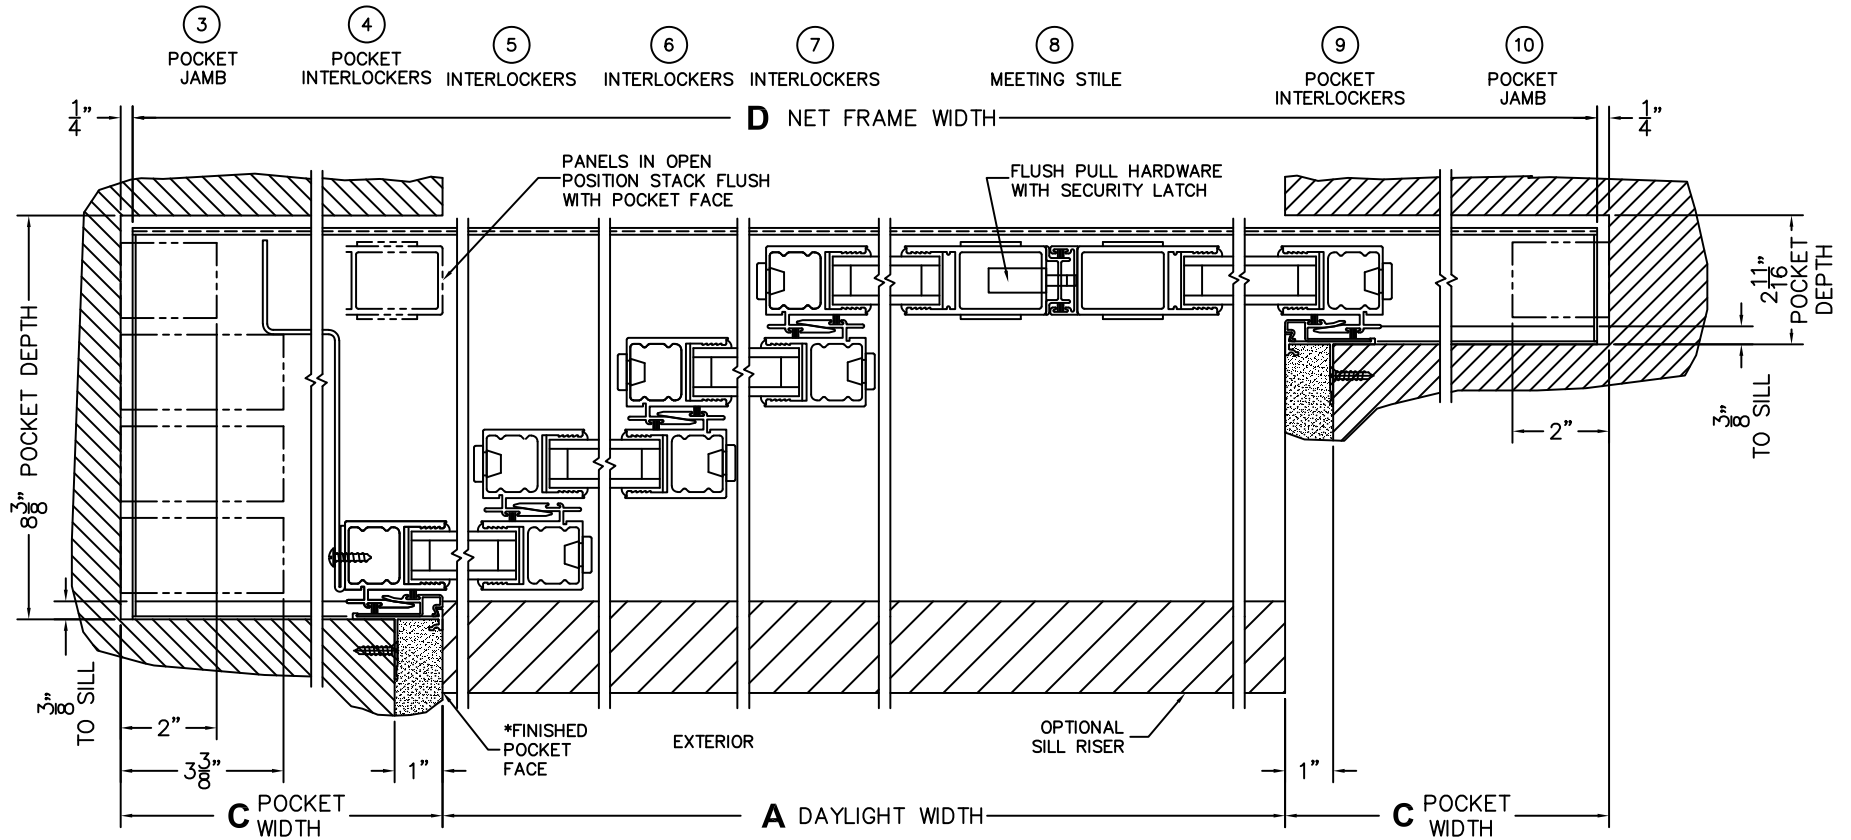 3
POCKET
JAMB
4
POCKET
INTERLOCKERS
5
INTERLOCKERS
6
INTERLOCKERS
7
INTERLOCKERS
8
MEETING STILE
9
POCKET
INTERLOCKERS
10
POCKET
JAMB
1/4"
D NET FRAME WIDTH
1/4"
PANELS IN OPEN
POSITION STACK FLUSH
WITH POCKET FACE
FLUSH PULL HARDWARE
WITH SECURITY LATCH
8 3/8" POCKET DEPTH
2 11/16"
POCKET
DEPTH
3/8"
TO SILL
2"
3/8"
TO SILL
2"
3 3/8"
1"
*FINISHED
POCKET
FACE
EXTERIOR
OPTIONAL
SILL RISER
1"
C POCKET
WIDTH
A DAYLIGHT WIDTH
C POCKET
WIDTH